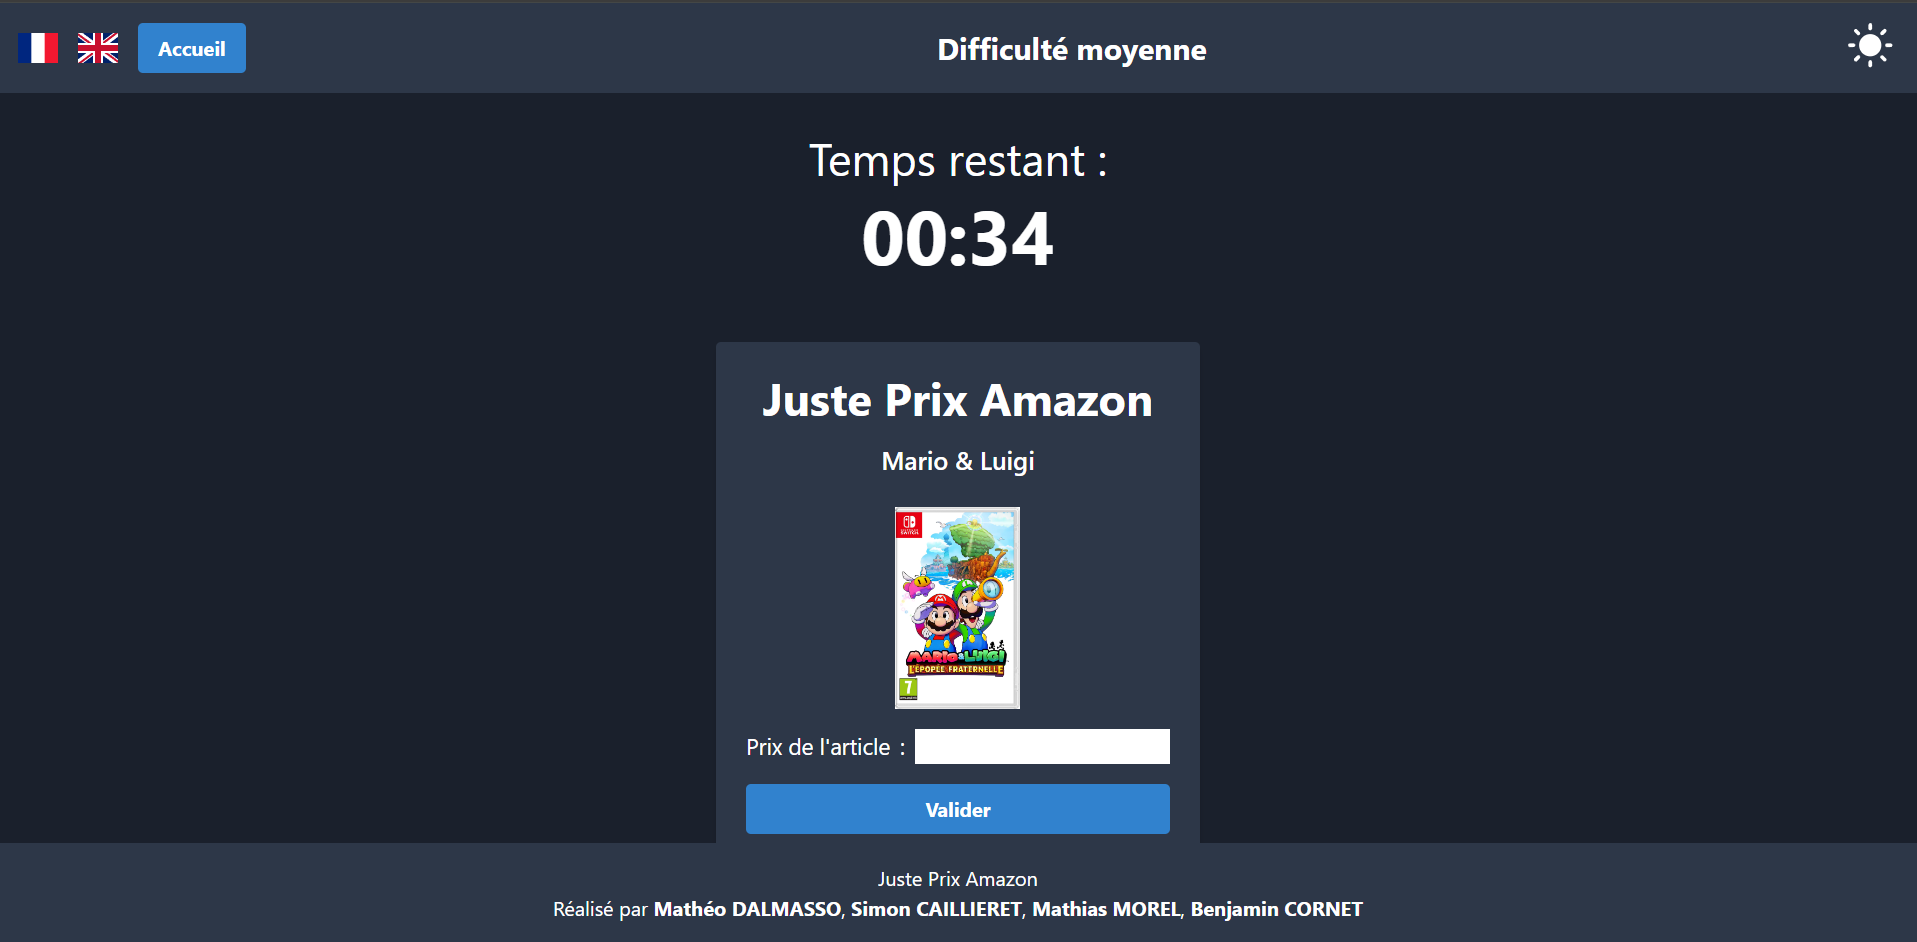 Accueil
Difficulté moyenne
Temps restant :
00:34
Juste Prix Amazon
Mario & Luigi
MARIO & LUIGI
L'ÉPOPÉE FRATERNELLE
7
Prix de l'article :
Valider
Juste Prix Amazon
Réalisé par Mathéo DALMASSO, Simon CAILLIERET, Mathias MOREL, Benjamin CORNET